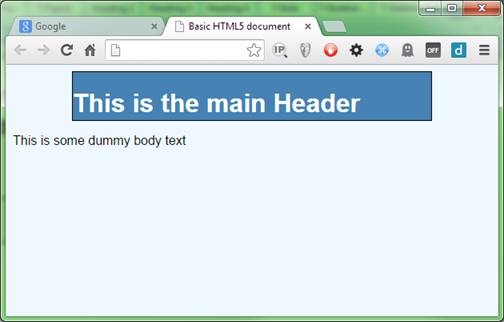 Google
Basic HTML5 document
IP
OFF
d
This is the main Header
This is some dummy body text